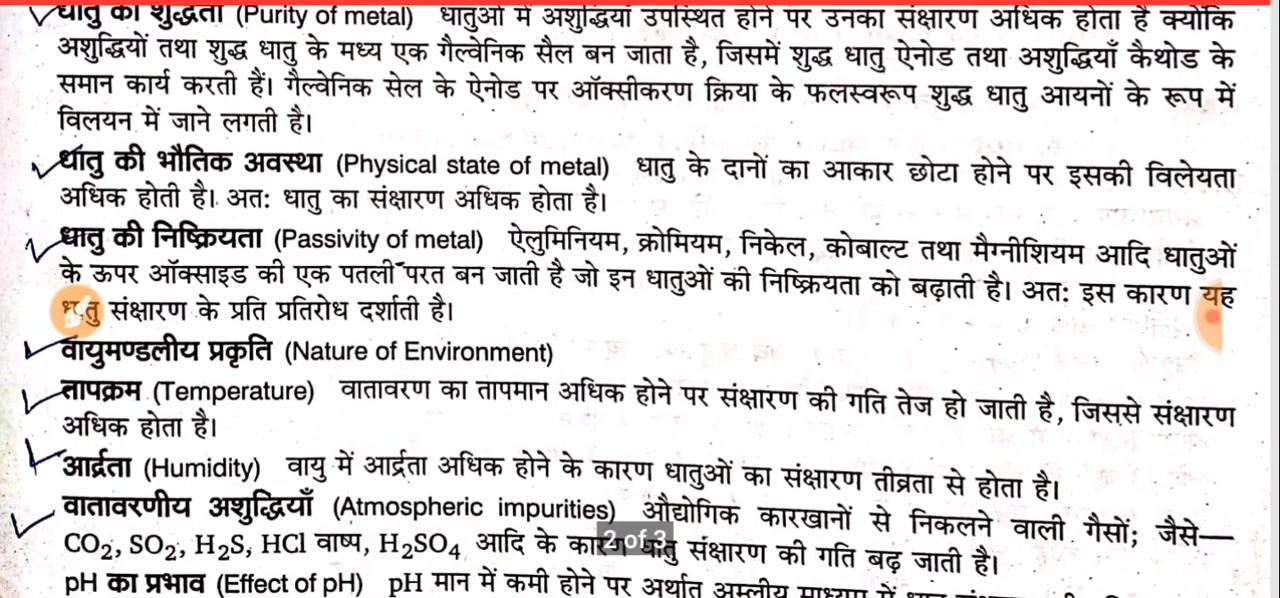 धातु की शुद्धता (Purity of metal) धातुओं में अशुद्धियाँ उपस्थित होने पर उनका संक्षारण अधिक होता है क्योंकि
अशुद्धियों तथा शुद्ध धातु के मध्य एक गैल्वेनिक सैल बन जाता है, जिसमें शुद्ध धातु ऐनोड तथा अशुद्धियाँ कैथोड के
समान कार्य करती हैं। गैल्वेनिक सेल के ऐनोड पर ऑक्सीकरण क्रिया के फलस्वरूप शुद्ध धातु आयनों के रूप में
विलयन में जाने लगती है।
धातु की भौतिक अवस्था (Physical state of metal) धातु के दानों का आकार छोटा होने पर इसकी विलेयता
अधिक होती है। अत: धातु का संक्षारण अधिक होता है।
धातु की निष्क्रियता (Passivity of metal) ऐलुमिनियम, क्रोमियम, निकेल, कोबाल्ट तथा मैग्नीशियम आदि धातुओं
के ऊपर ऑक्साइड की एक पतली परत बन जाती है जो इन धातुओं की निष्क्रियता को बढ़ाती है। अत: इस कारण यह
धातु संक्षारण के प्रति प्रतिरोध दर्शाती है।
वायुमण्डलीय प्रकृति (Nature of Environment)
तापक्रम (Temperature) वातावरण का तापमान अधिक होने पर संक्षारण की गति तेज हो जाती है, जिससे संक्षारण
अधिक होता है।
आर्द्रता (Humidity) वायु में आर्द्रता अधिक होने के कारण धातुओं का संक्षारण तीव्रता से होता है।
वातावरणीय अशुद्धियाँ (Atmospheric impurities) औद्योगिक कारखानों से निकलने वाली गैसों; जैसे—
CO₂, SO₂, H₂S, HCl वाष्प, H₂SO₄ आदि के कारण धातु संक्षारण की गति बढ़ जाती है।
2 of 3
pH का प्रभाव (Effect of pH) pH मान में कमी होने पर अर्थात अम्लीय माध्यम में